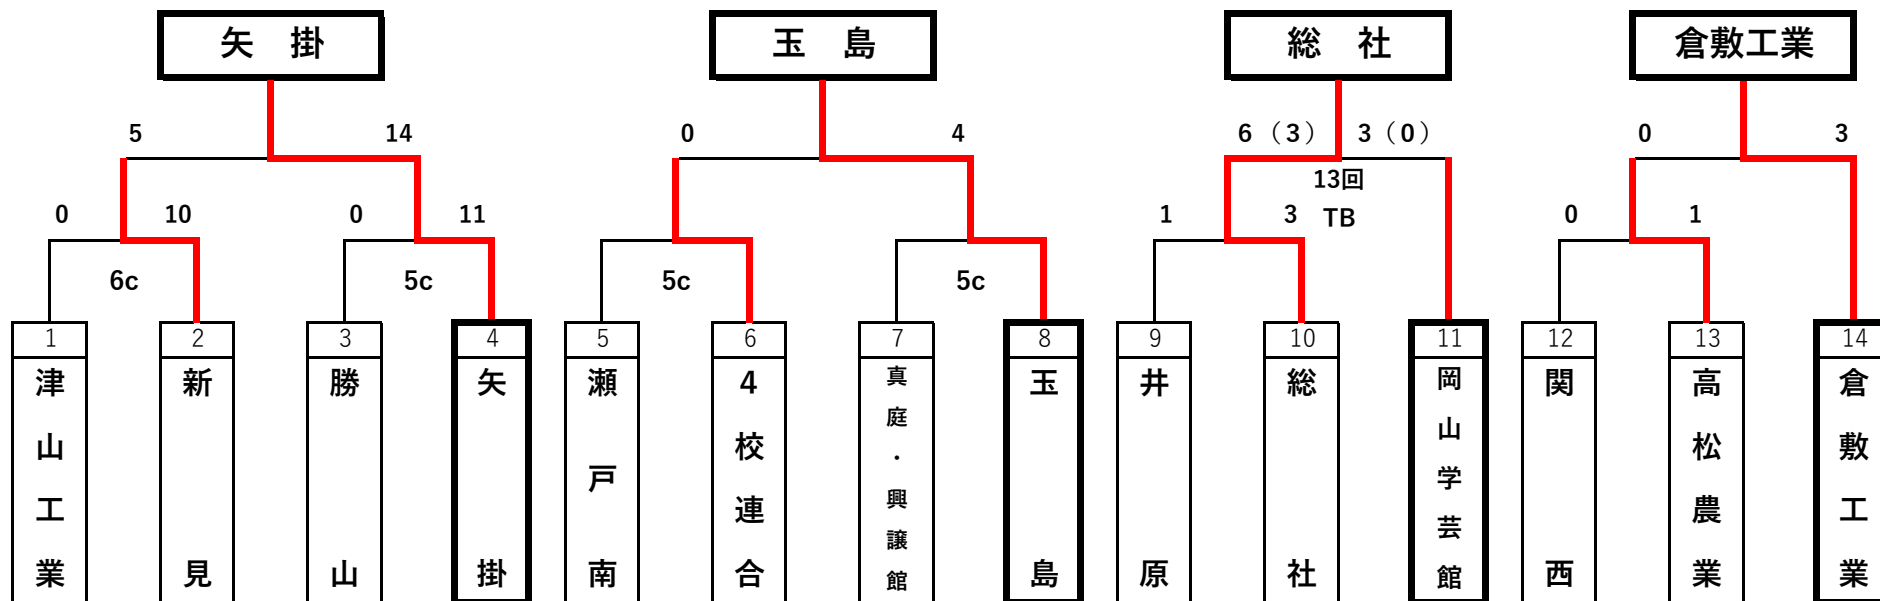 矢　掛
玉　島
総　社
倉敷工業
5
14
0
4
6（3）
3（0）
0
3
13回
TB
0
10
0
11
1
3
0
1
6c
5c
5c
5c
1
2
3
4
5
6
7
8
9
10
11
12
13
14
津山工業
新見
勝山
矢掛
瀬戸南
4校連合
真庭・興譲館
玉島
井原
総社
岡山学芸館
関西
高松農業
倉敷工業